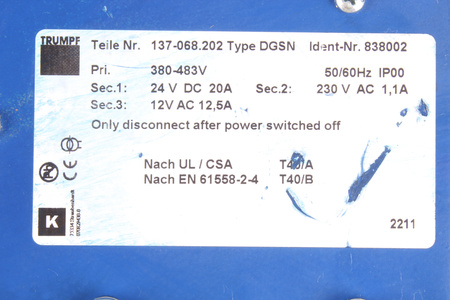 TRUMPF
Teile Nr. 137-068.202 Type DGSN Ident-Nr. 838002
Pri. 380-483V 50/60Hz IP00
Sec.1: 24 V DC 20A Sec.2: 230 V AC 1,1A
Sec.3: 12V AC 12,5A
Only disconnect after power switched off
Nach UL / CSA T40/A
Nach EN 61558-2-4 T40/B
K
2211